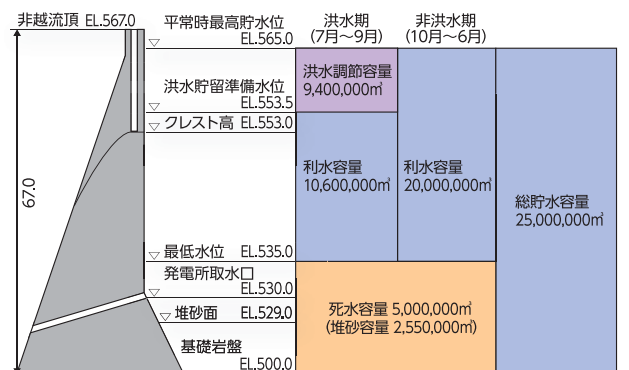 非越流頂 EL.567.0
平常時最高貯水位
EL.565.0
洪水期
(7月～9月)
非洪水期
(10月～6月)
洪水調節容量
9,400,000㎥
洪水貯留準備水位
EL.553.5
クレスト高 EL.553.0
67.0
利水容量
10,600,000㎥
利水容量
20,000,000㎥
総貯水容量
25,000,000㎥
最低水位 EL.535.0
発電所取水口
EL.530.0
堆砂面 EL.529.0
死水容量 5,000,000㎥
(堆砂容量 2,550,000㎥)
基礎岩盤
EL.500.0